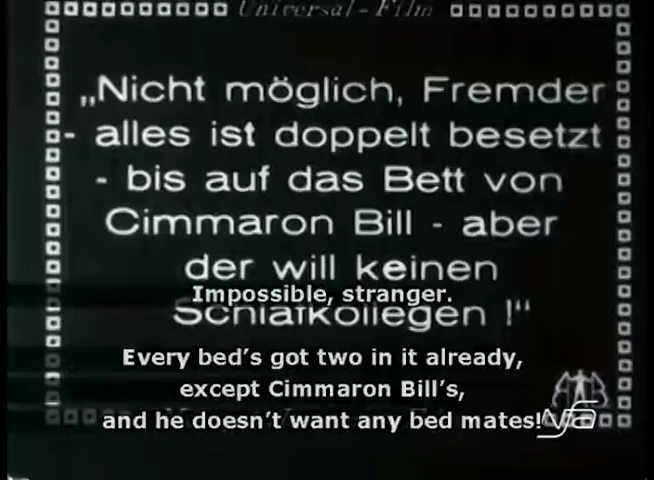 Universal-Film
„Nicht möglich, Fremder
- alles ist doppelt besetzt
- bis auf das Bett von
Cimmaron Bill - aber
der will keinen
Schlafkollegen !“
Impossible, stranger.
Every bed's got two in it already,
except Cimmaron Bill's,
and he doesn't want any bed mates!